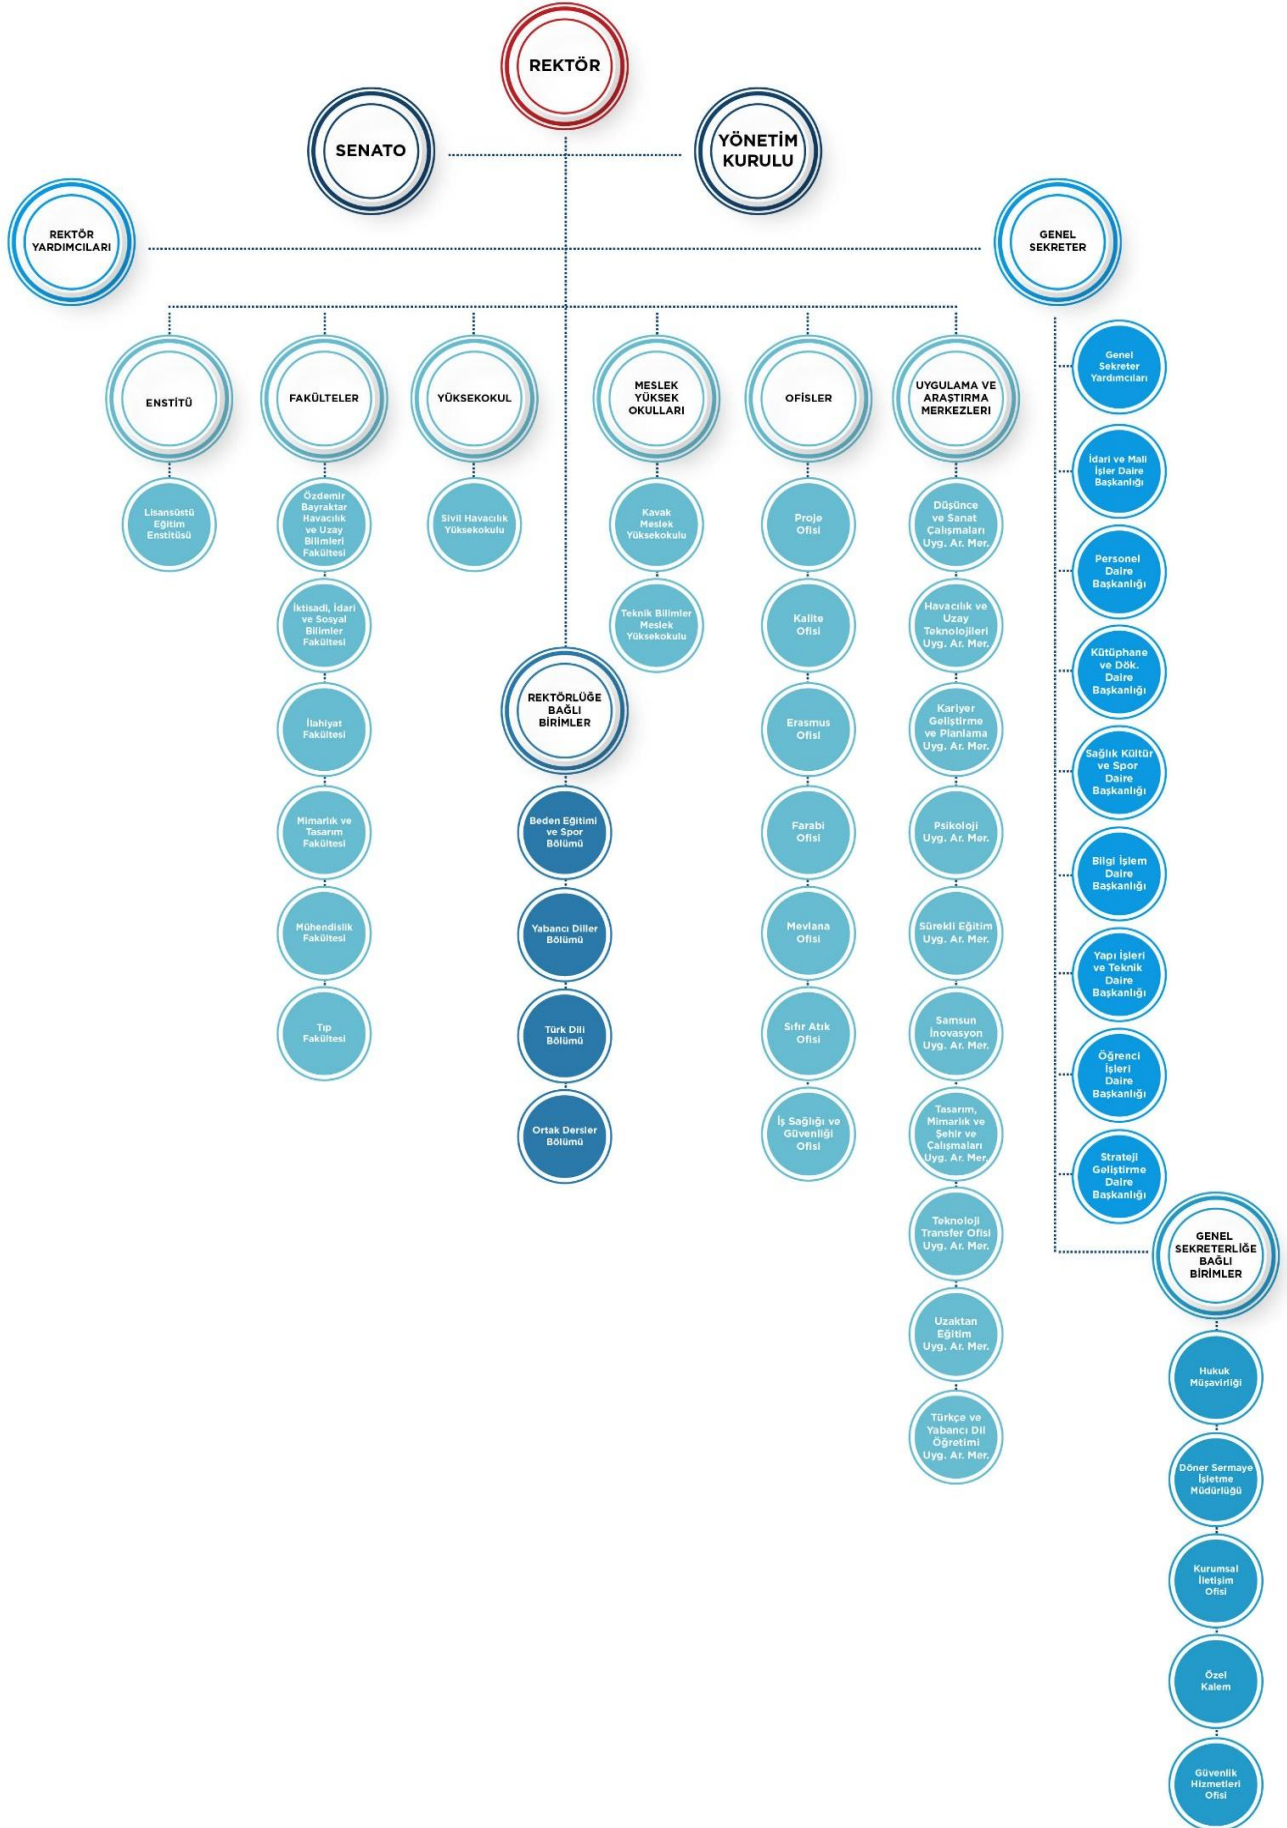 REKTÖR
SENATO
YÖNETİM
KURULU
REKTÖR
YARDIMCILARI
GENEL
SEKRETER
ENSTİTÜ
Lisansüstü
Eğitim
Enstitüsü
FAKÜLTELER
Özdemir
Bayraktar
Havacılık
ve Uzay
Bilimleri
Fakültesi
İktisadi, İdari
ve Sosyal
Bilimler
Fakültesi
İlahiyat
Fakültesi
Mimarlık ve
Tasarım
Fakültesi
Mühendislik
Fakültesi
Tıp
Fakültesi
YÜKSEKOKUL
Sivil Havacılık
Yüksekokulu
REKTÖRLÜĞE
BAĞLI
BİRİMLER
Beden Eğitimi
ve Spor
Bölümü
Yabancı Diller
Bölümü
Türk Dili
Bölümü
Ortak Dersler
Bölümü
MESLEK
YÜKSEK
OKULLARI
Kavak
Meslek
Yüksekokulu
Teknik Bilimler
Meslek
Yüksekokulu
OFİSLER
Proje
Ofisi
Kalite
Ofisi
Erasmus
Ofisi
Farabi
Ofisi
Mevlana
Ofisi
Sıfır Atık
Ofisi
İş Sağlığı ve
Güvenliği
Ofisi
UYGULAMA VE
ARAŞTIRMA
MERKEZLERI
Düşünce
ve Sanat
Çalışmaları
Uyg. Ar. Mer.
Havacılık ve
Uzay
Teknolojileri
Uyg. Ar. Mer.
Kariyer
Geliştirme
ve Planlama
Uyg. Ar. Mer.
Psikoloji
Uyg. Ar. Mer.
Sürekli Eğitim
Uyg. Ar. Mer.
Samsun
İnovasyon
Uyg. Ar. Mer.
Tasarım,
Mimarlık ve
Şehir ve
Çalışmaları
Uyg. Ar. Mer.
Teknoloji
Transfer Ofisi
Uyg. Ar. Mer.
Uzaktan
Eğitim
Uyg. Ar. Mer.
Türkçe ve
Yabancı Dil
Öğretimi
Uyg. Ar. Mer.
Genel
Sekreter
Yardımcıları
İdari ve Mali
İşler Daire
Başkanlığı
Personel
Daire
Başkanlığı
Kütüphane
ve Dök.
Daire
Başkanlığı
Sağlık Kültür
ve Spor
Daire
Başkanlığı
Bilgi İşlem
Daire
Başkanlığı
Yapı İşleri
ve Teknik
Daire
Başkanlığı
Öğrenci
İşleri
Daire
Başkanlığı
Strateji
Geliştirme
Daire
Başkanlığı
GENEL
SEKRETERLİĞE
BAĞLI
BİRİMLER
Hukuk
Müşavirliği
Döner Sermaye
İşletme
Müdürlüğü
Kurumsal
İletişim
Ofisi
Özel
Kalem
Güvenlik
Hizmetleri
Ofisi